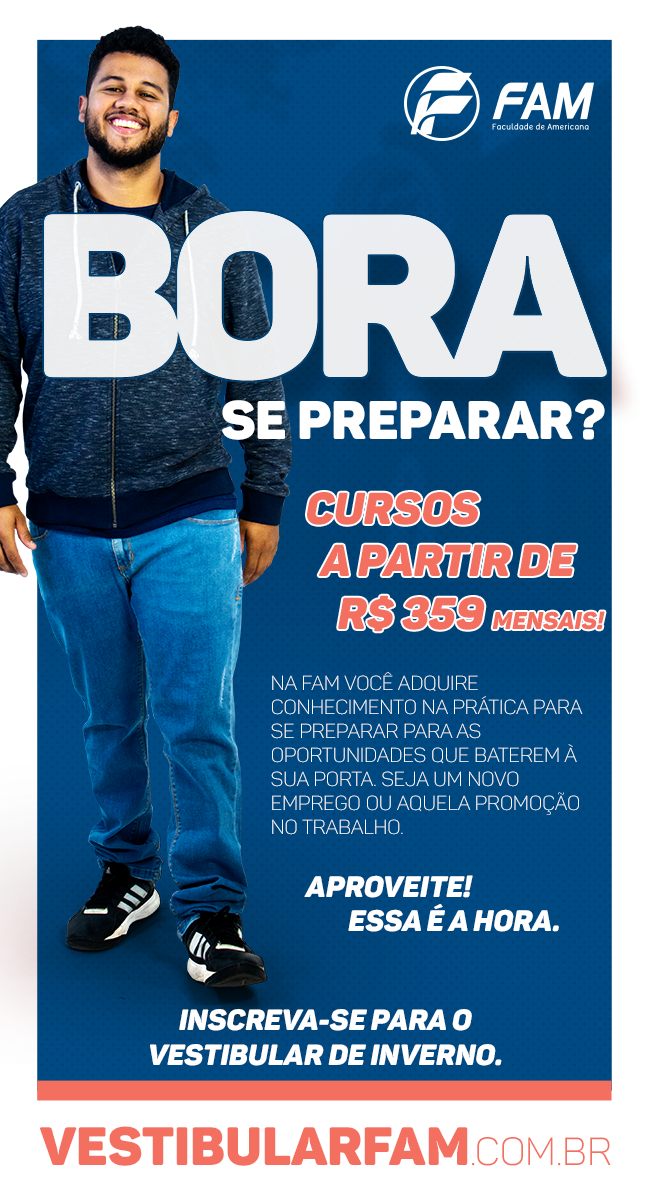 FAM
Faculdade de Americana
BORA
SE PREPARAR?
CURSOS
A PARTIR DE
R$ 359 MENSAIS!
NA FAM VOCÊ ADQUIRE
CONHECIMENTO NA PRÁTICA PARA
SE PREPARAR PARA AS
OPORTUNIDADES QUE BATEREM À
SUA PORTA. SEJA UM NOVO
EMPREGO OU AQUELA PROMOÇÃO
NO TRABALHO.
APROVEITE!
ESSA É A HORA.
INSCREVA-SE PARA O
VESTIBULAR DE INVERNO.
VESTIBULARFAM.COM.BR